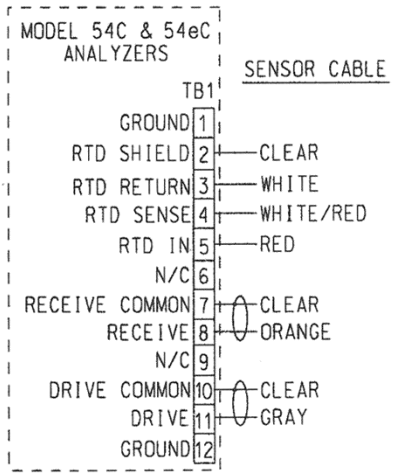 MODEL 54C & 54eC
ANALYZERS
SENSOR CABLE
TB1
GROUND 1
RTD SHIELD 2 CLEAR
RTD RETURN 3 WHITE
RTD SENSE 4 WHITE/RED
RTD IN 5 RED
N/C 6
RECEIVE COMMON 7 CLEAR
RECEIVE 8 ORANGE
N/C 9
DRIVE COMMON 10 CLEAR
DRIVE 11 GRAY
GROUND 12